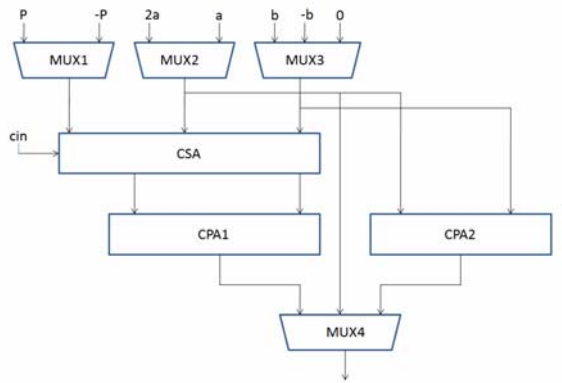 P -P 2a a b -b 0
MUX1 MUX2 MUX3
cin
CSA
CPA1 CPA2
MUX4